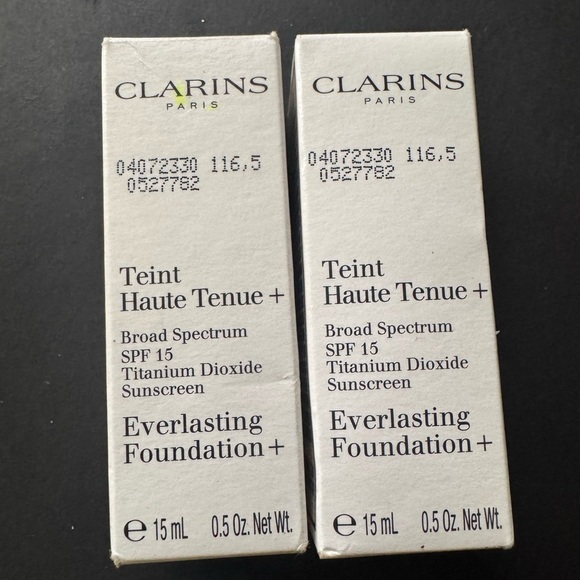 CLARINS
PARIS
04072330 116,5
0527782
Teint
Haute Tenue +
Broad Spectrum
SPF 15
Titanium Dioxide
Sunscreen
Everlasting
Foundation +
e 15 mL 0.5 Oz. Net Wt.
CLARINS
PARIS
04072330 116,5
0527782
Teint
Haute Tenue +
Broad Spectrum
SPF 15
Titanium Dioxide
Sunscreen
Everlasting
Foundation +
e 15 mL 0.5 Oz. Net Wt.